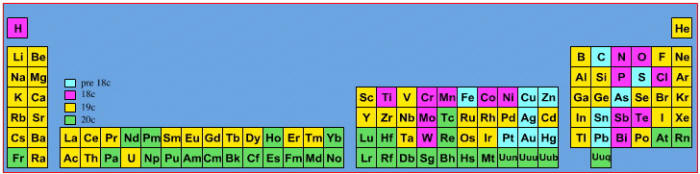 H He
Li Be B C N O F Ne
Na Mg Al Si P S Cl Ar
pre 18c
18c
19c
20c
K Ca Sc Ti V Cr Mn Fe Co Ni Cu Zn Ga Ge As Se Br Kr
Rb Sr Y Zr Nb Mo Tc Ru Rh Pd Ag Cd In Sn Sb Te I Xe
Cs Ba La Ce Pr Nd Pm Sm Eu Gd Tb Dy Ho Er Tm Yb Lu Hf Ta W Re Os Ir Pt Au Hg Tl Pb Bi Po At Rn
Fr Ra Ac Th Pa U Np Pu Am Cm Bk Cf Es Fm Md No Lr Rf Db Sg Bh Hs Mt Uun Uuu Uub Uuq